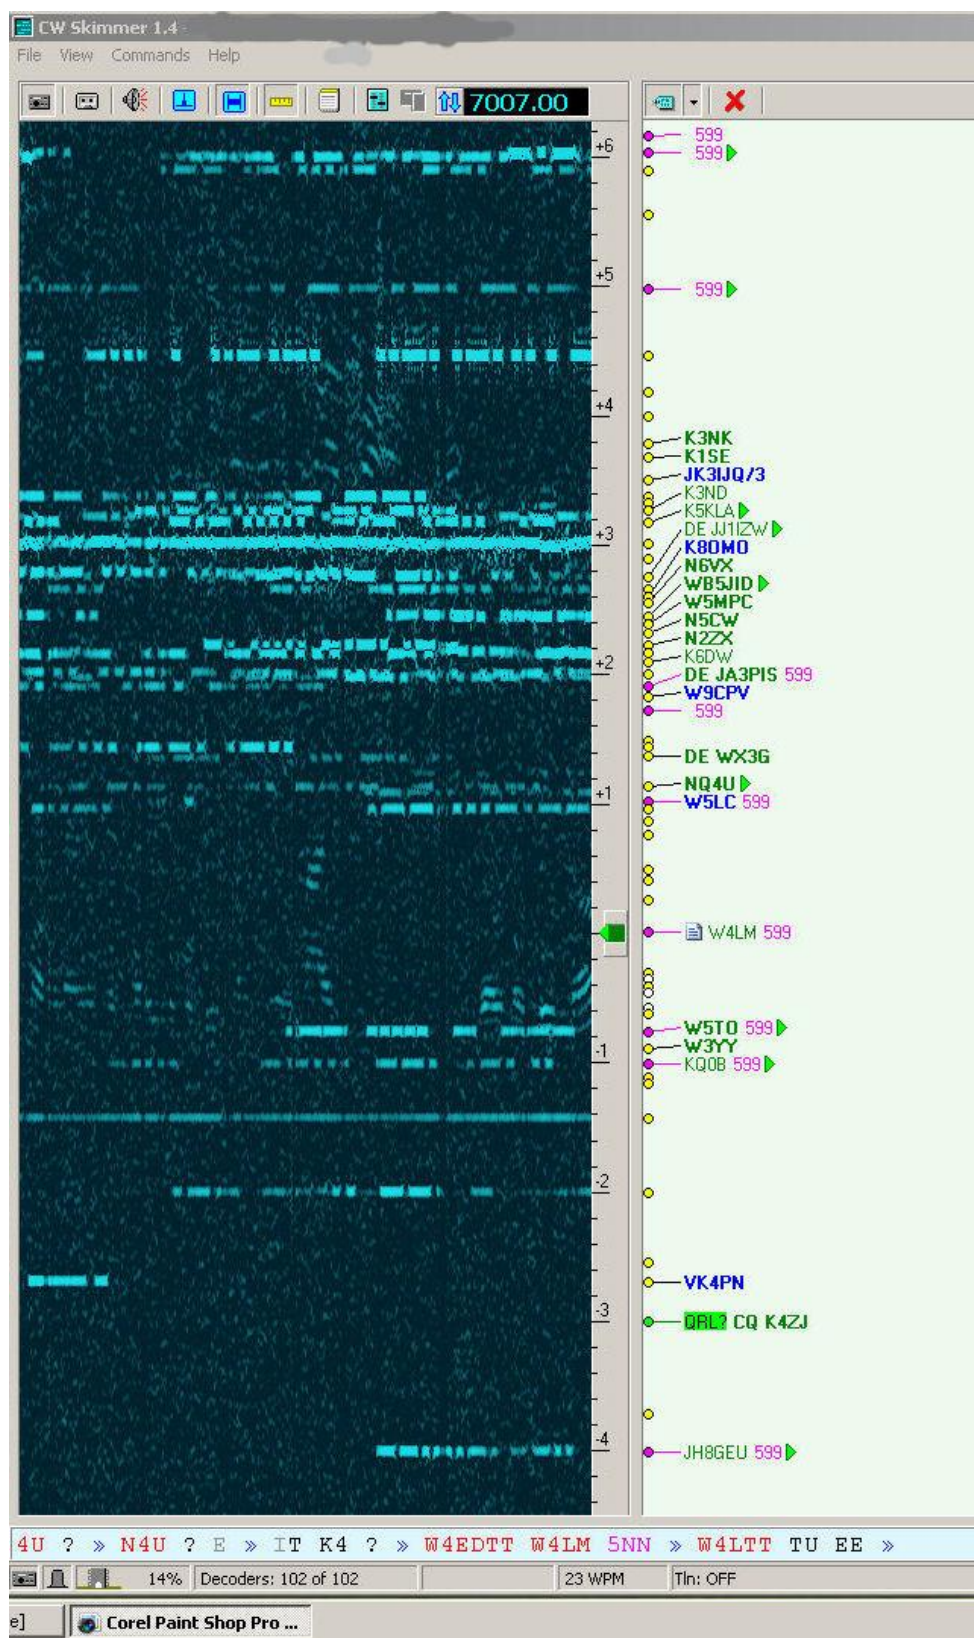 CW Skimmer 1.4 -
File View Commands Help
7007.00
+6
+5
+4
+3
+2
+1
-1
-2
-3
-4
599
599
599
K3NK
K1SE
JK3IJQ/3
K3ND
K5KLA
DE JJ1IZW
K8OMO
N6VX
WB5JID
W5MPC
N5CW
N2ZX
K6DW
DE JA3PIS 599
W9CPV
599
DE WX3G
NQ4U
W5LC 599
W4LM 599
W5TO 599
W3YY
KQ0B 599
VK4PN
QRL? CQ K4ZJ
JH8GEU 599
4U ? » N4U ? E » IT K4 ? » W4EDTT W4LM 5NN » W4LTT TU EE »
14% Decoders: 102 of 102 23 WPM Tln: OFF
e] Corel Paint Shop Pro ...